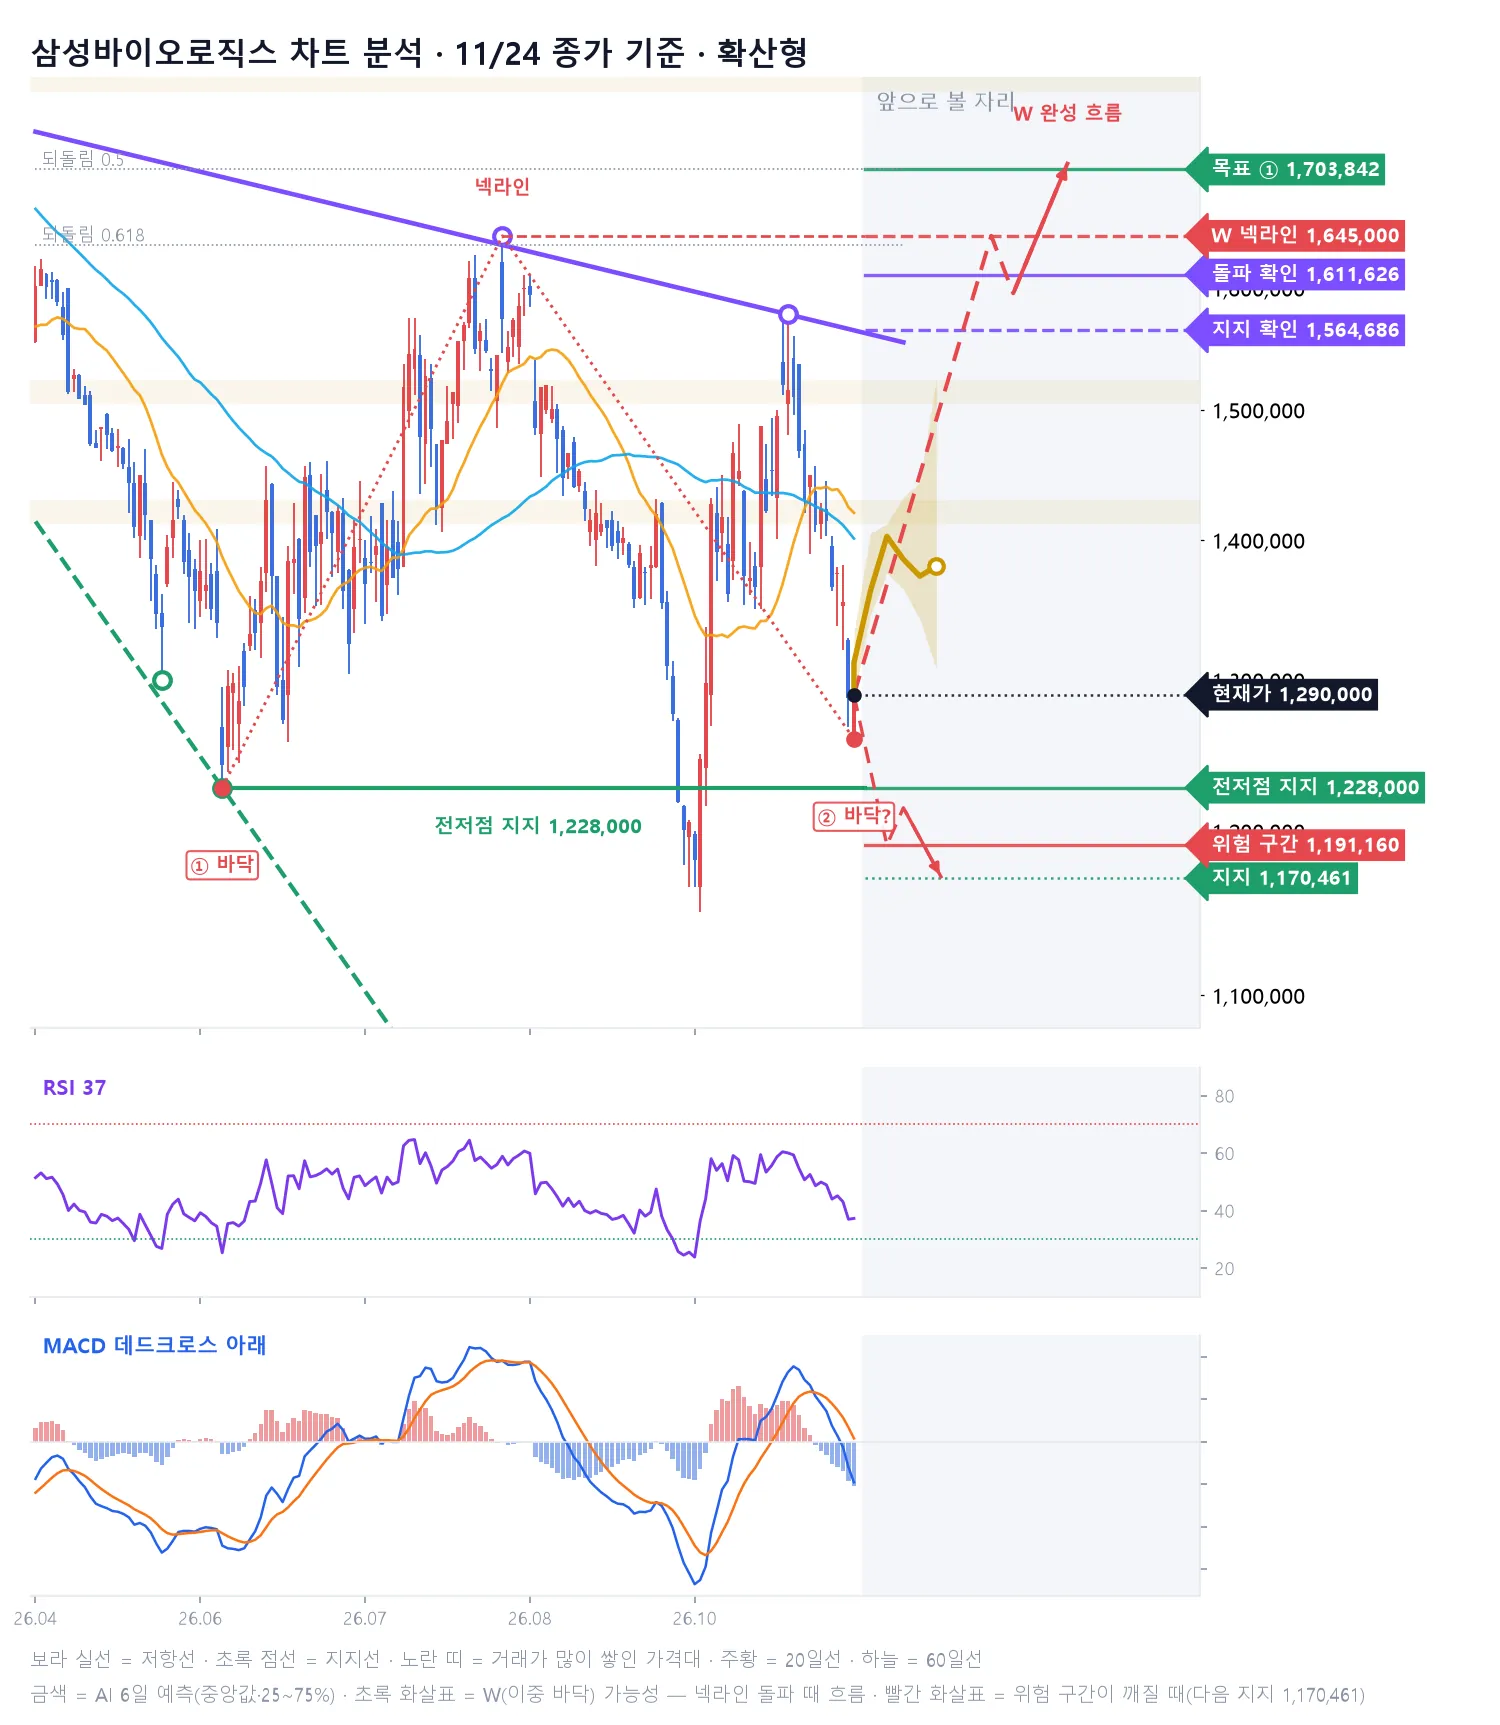 삼성바이오로직스 차트 분석 · 11/24 종가 기준 · 확산형
앞으로 볼 자리
W 완성 흐름
되돌림 0.5
목표 ① 1,703,842
넥라인
되돌림 0.618
W 넥라인 1,645,000
돌파 확인 1,611,626
지지 확인 1,564,686
1,500,000
1,400,000
현재가 1,290,000
전저점 지지 1,228,000
② 바닥?
전저점 지지 1,228,000
위험 구간 1,191,160
① 바닥
지지 1,170,461
1,100,000
RSI 37
80
60
40
20
MACD 데드크로스 아래
26.04 26.06 26.07 26.08 26.10
보라 실선 = 저항선 · 초록 점선 = 지지선 · 노란 띠 = 거래가 많이 쌓인 가격대 · 주황 = 20일선 · 하늘 = 60일선
금색 = AI 6일 예측(중앙값·25~75%) · 초록 화살표 = W(이중 바닥) 가능성 — 넥라인 돌파 때 흐름 · 빨간 화살표 = 위험 구간이 깨질 때(다음 지지 1,170,461)